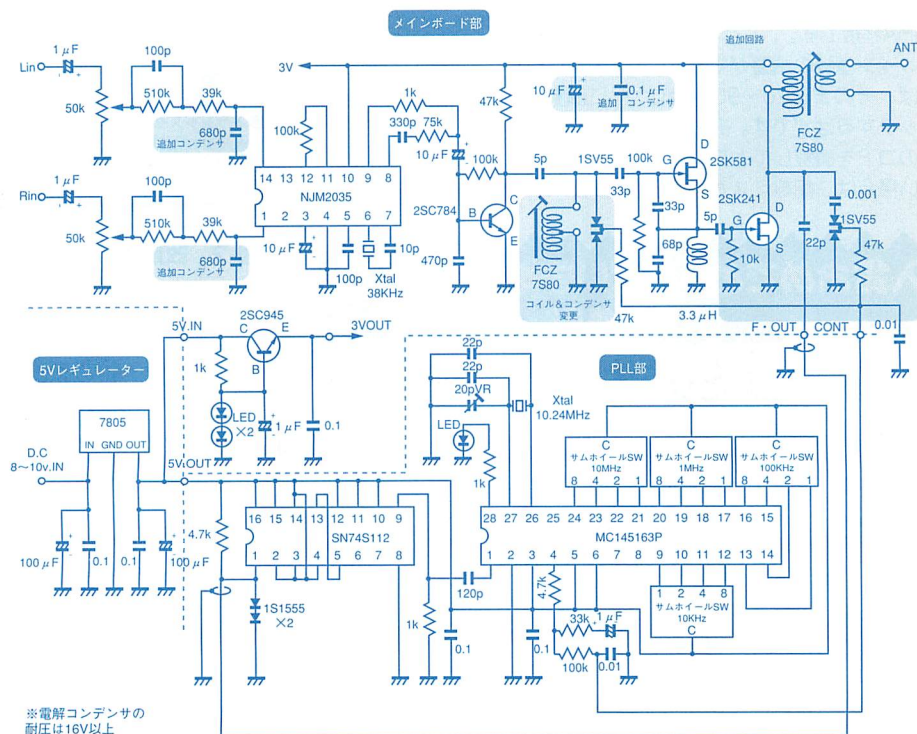 メインボード部
追加回路
ANT
1μF
Lin
50k
100p
510k
39k
680p
追加コンデンサ
3V
100k
1k
330p
75k
10μF
14 13 12 11 10 9 8
NJM2035
1 2 3 4 5 6 7
10μF
100p
10p
Xtal
38KHz
1μF
Rin
50k
100p
510k
39k
680p
追加コンデンサ
47k
100k
2SC784
B
C
E
470p
10μF
0.1μF
追加
コンデンサ
5p
1SV55
33p
100k
33p
68p
G
D
S
2SK581
3.3μH
5p
FCZ
7S80
コイル&コンデンサ
変更
47k
FCZ
7S80
2SK241
G
D
S
10k
22p
0.001
1SV55
47k
F・OUT
CONT
0.01
5Vレギュレーター
7805
IN GND OUT
D.C
8〜10v.IN
100μF
0.1
0.1
100μF
5V.IN
2SC945
C
E
B
3VOUT
1k
LED
×2
1μF
0.1
5V.OUT
PLL部
22p
22p
20pVR
Xtal
10.24MHz
LED
1k
C
サムホイールSW
10MHz
8 4 2 1
C
サムホイールSW
1MHz
8 4 2 1
C
サムホイールSW
100KHz
8 4 2 1
4.7k
16 15 14 13 12 11 10 9
SN74S112
1 2 3 4 5 6 7 8
1S1555
×2
1k
120p
0.1
0.1
28 27 26 25 24 23 22 21 20 19 18 17 16 15
MC145163P
1 2 3 4 5 6 7 8 9 10 11 12 13 14
4.7k
33k
1μF
100k
0.01
1 2 4 8
サムホイールSW
10KHz
C
※電解コンデンサの
耐圧は16V以上